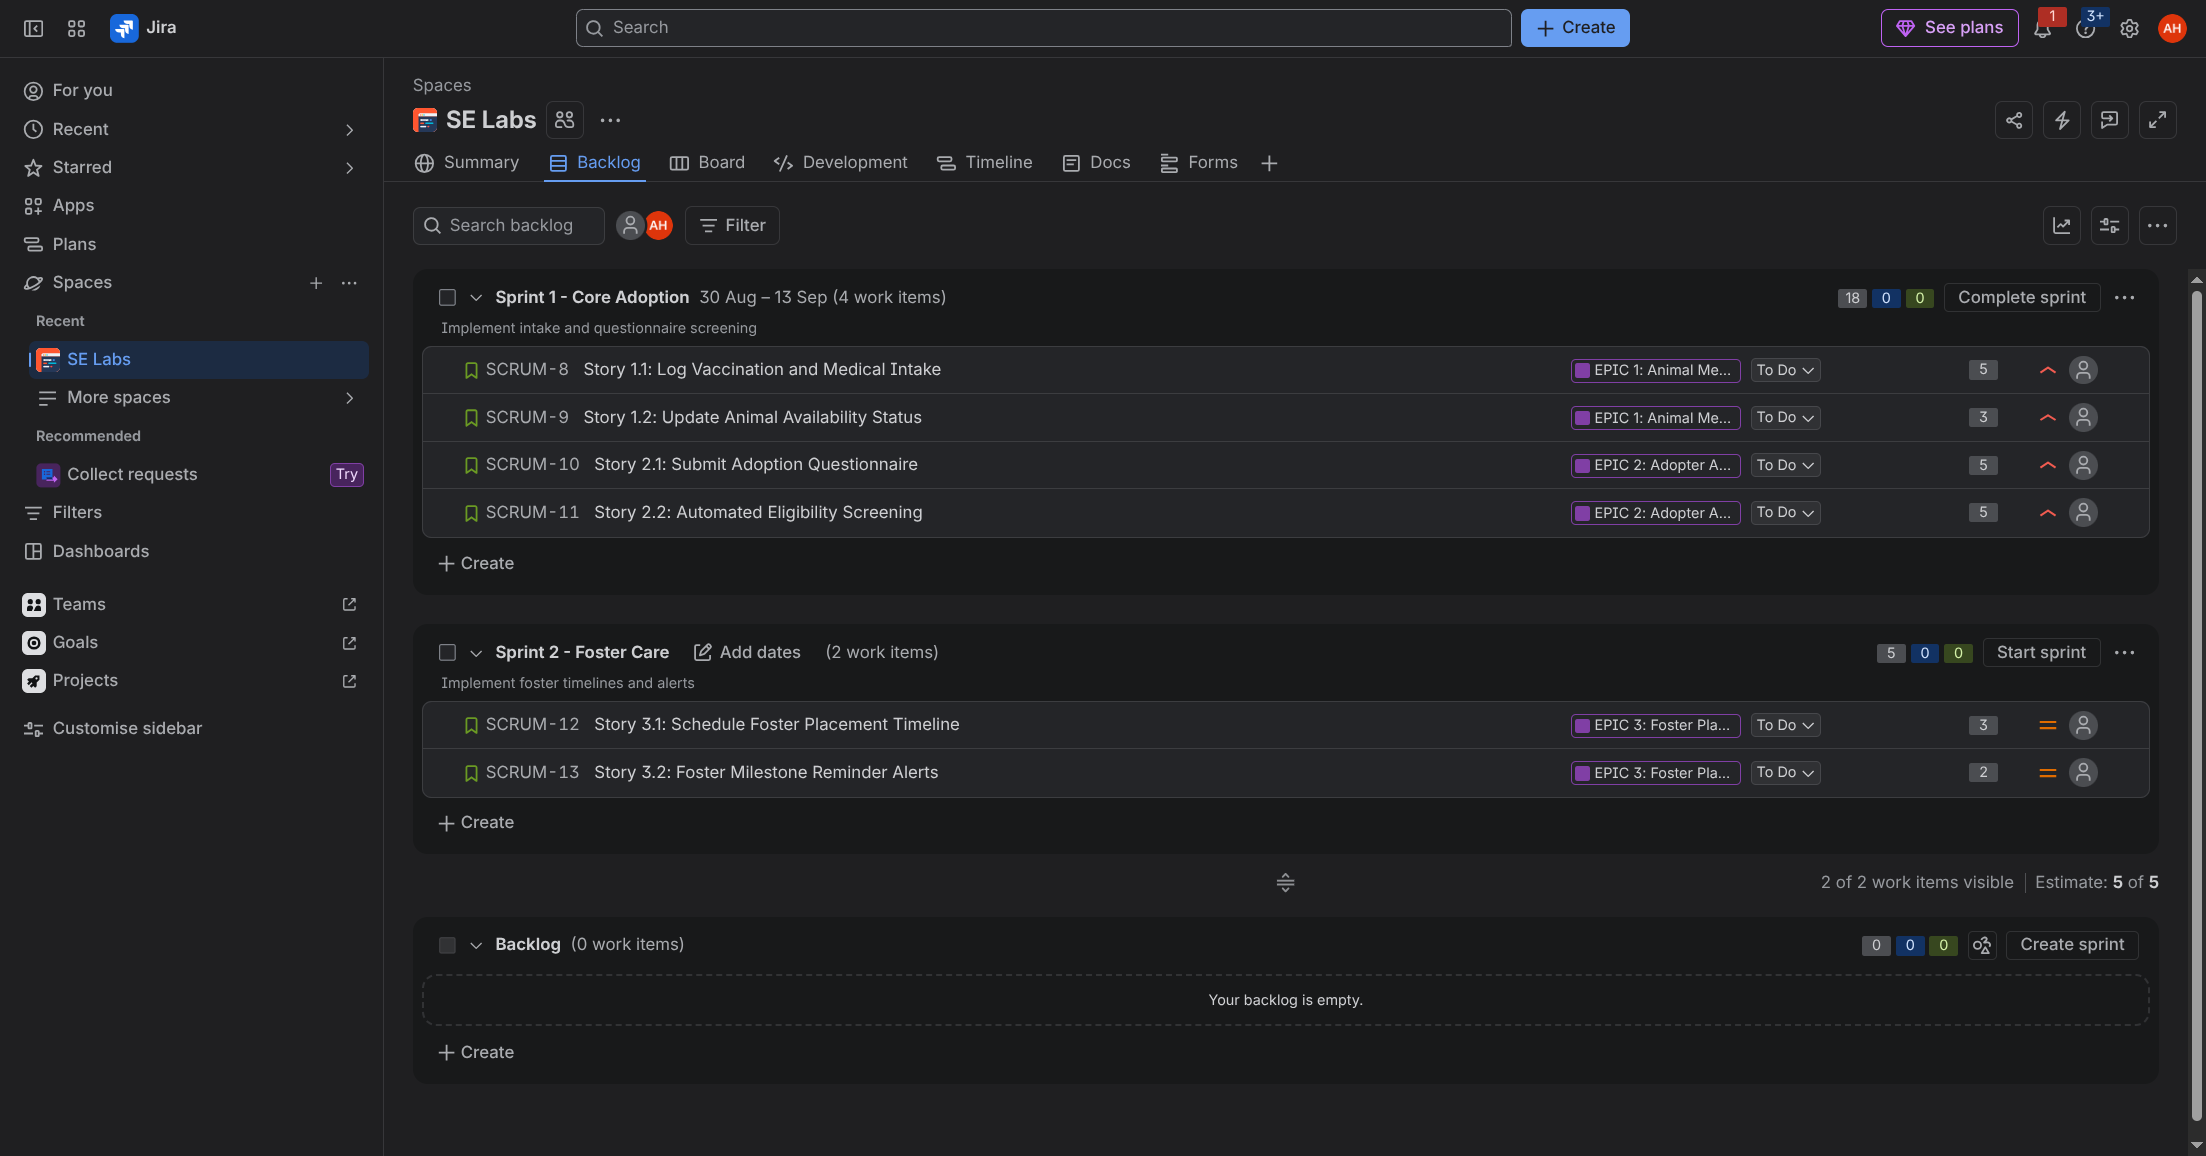 Jira
Search
Create
See plans
1
3+
AH
For you
Recent
Starred
Apps
Plans
Spaces
Recent
SE Labs
More spaces
Recommended
Collect requests
Try
Filters
Dashboards
Teams
Goals
Projects
Customise sidebar
Spaces
SE Labs
Summary
Backlog
Board
Development
Timeline
Docs
Forms
Search backlog
AH
Filter
Sprint 1 - Core Adoption 30 Aug – 13 Sep (4 work items)
18 0 0 Complete sprint
Implement intake and questionnaire screening
SCRUM-8 Story 1.1: Log Vaccination and Medical Intake EPIC 1: Animal Me... To Do 5
SCRUM-9 Story 1.2: Update Animal Availability Status EPIC 1: Animal Me... To Do 3
SCRUM-10 Story 2.1: Submit Adoption Questionnaire EPIC 2: Adopter A... To Do 5
SCRUM-11 Story 2.2: Automated Eligibility Screening EPIC 2: Adopter A... To Do 5
Create
Sprint 2 - Foster Care Add dates (2 work items)
5 0 0 Start sprint
Implement foster timelines and alerts
SCRUM-12 Story 3.1: Schedule Foster Placement Timeline EPIC 3: Foster Pla... To Do 3
SCRUM-13 Story 3.2: Foster Milestone Reminder Alerts EPIC 3: Foster Pla... To Do 2
Create
2 of 2 work items visible Estimate: 5 of 5
Backlog (0 work items)
0 0 0 Create sprint
Your backlog is empty.
Create